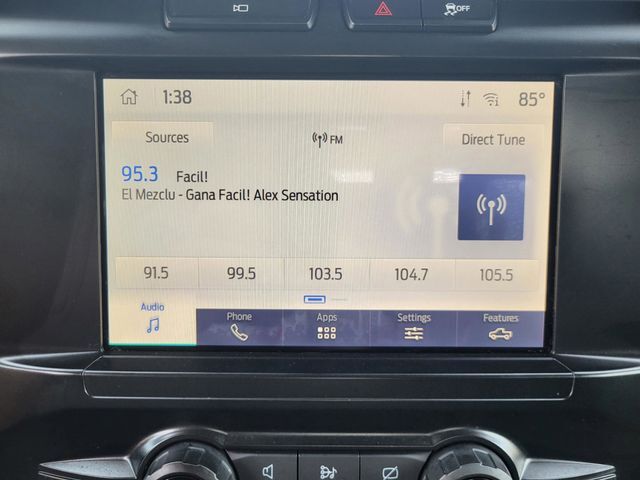 OFF
1:38
85°
Sources
FM
Direct Tune
95.3 Facil!
El Mezclu - Gana Facil! Alex Sensation
91.5 99.5 103.5 104.7 105.5
Audio Phone Apps Settings Features